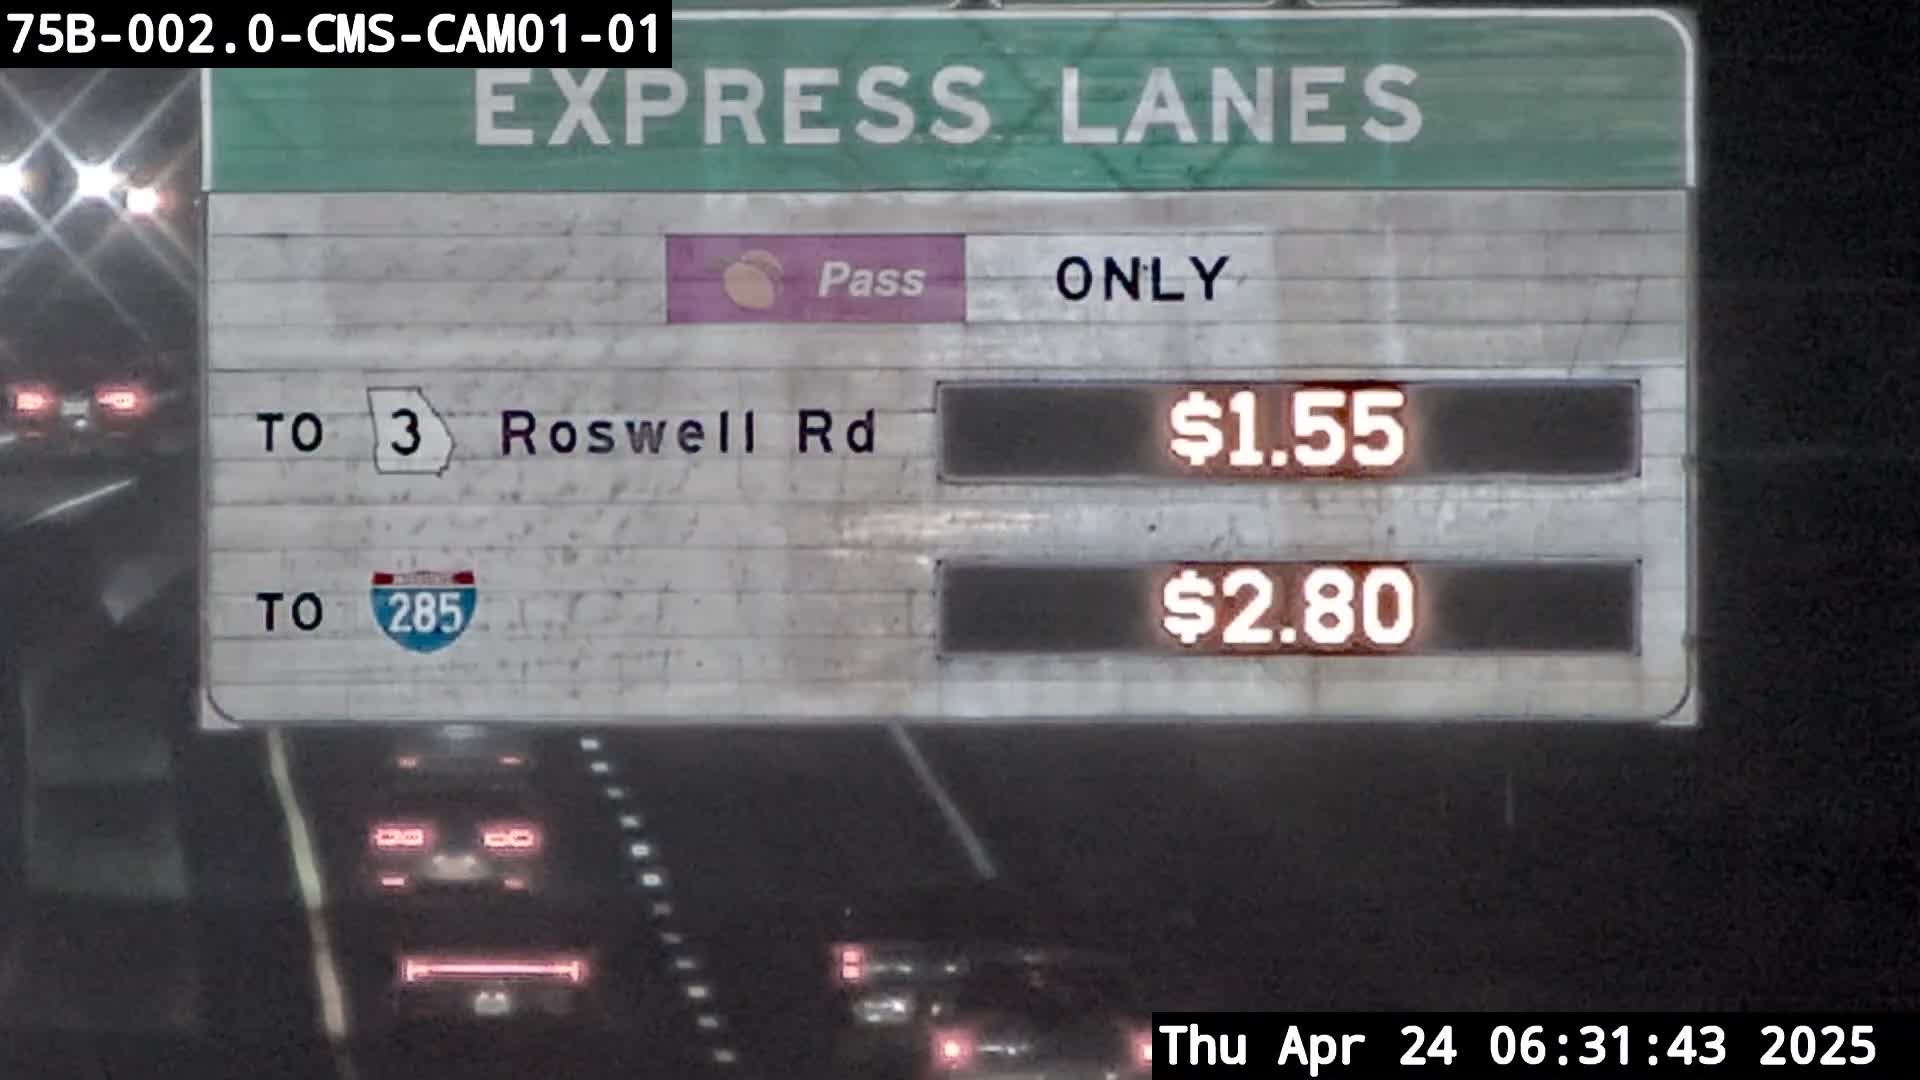 75B-002.0-CMS-CAM01-01
EXPRESS LANES
Pass ONLY
TO 3 Roswell Rd $1.55
TO 285 $2.80
Thu Apr 24 06:31:43 2025